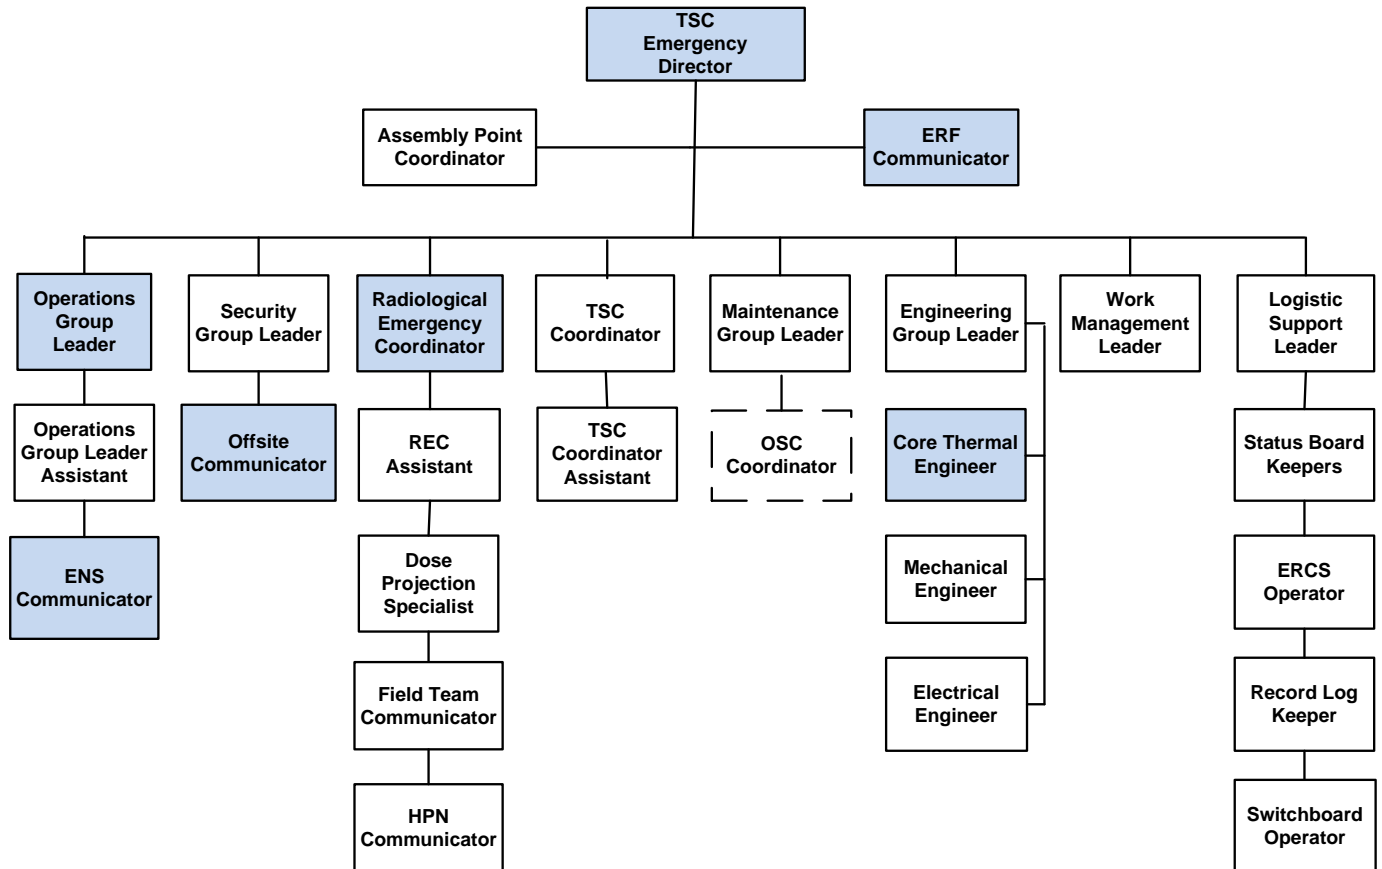 TSC
Emergency
Director
Assembly Point
Coordinator
ERF
Communicator
Operations
Group
Leader
Security
Group Leader
Radiological
Emergency
Coordinator
TSC
Coordinator
Maintenance
Group Leader
Engineering
Group Leader
Work
Management
Leader
Logistic
Support
Leader
Operations
Group Leader
Assistant
Offsite
Communicator
REC
Assistant
TSC
Coordinator
Assistant
OSC
Coordinator
Core Thermal
Engineer
Status Board
Keepers
ENS
Communicator
Dose
Projection
Specialist
Mechanical
Engineer
ERCS
Operator
Field Team
Communicator
Electrical
Engineer
Record Log
Keeper
HPN
Communicator
Switchboard
Operator